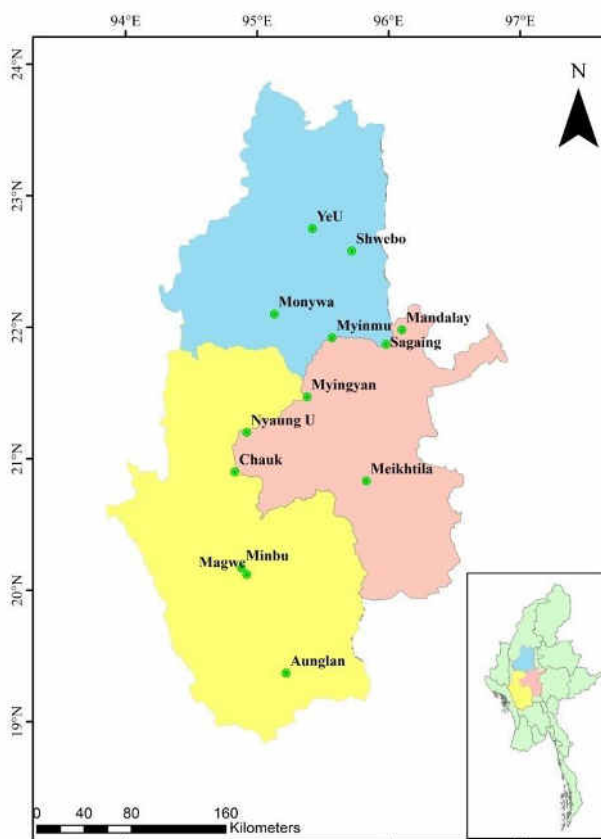 94°E 95°E 96°E 97°E
24°N
N
23°N
YeU
Shwebo
Monywa
Mandalay
22°N
Myinmu
Sagaing
Myingyan
Nyaung U
21°N
Chauk
Meikhtila
Magwe
Minbu
20°N
Aunglan
19°N
0 40 80 160
Kilometers